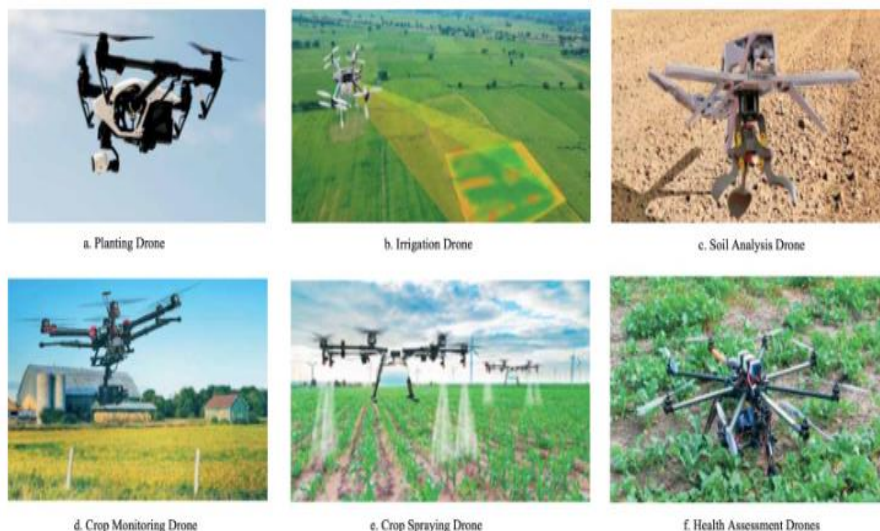 a. Planting Drone
b. Irrigation Drone
c. Soil Analysis Drone
d. Crop Monitoring Drone
e. Crop Spraying Drone
f. Health Assessment Drones